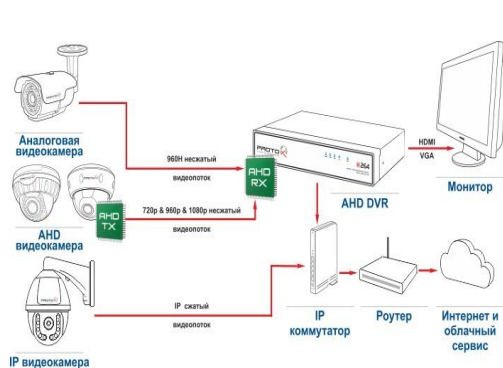 Аналоговая
видеокамера
960H несжатый
видеопоток
PROTO-X
H.264
HDMI
VGA
AHD
RX
Монитор
AHD DVR
720p & 960p & 1080p несжатый
видеопоток
AHD
TX
AHD
видеокамера
IP сжатый
видеопоток
IP
коммутатор
Роутер
Интернет и
облачный
сервис
IP видеокамера